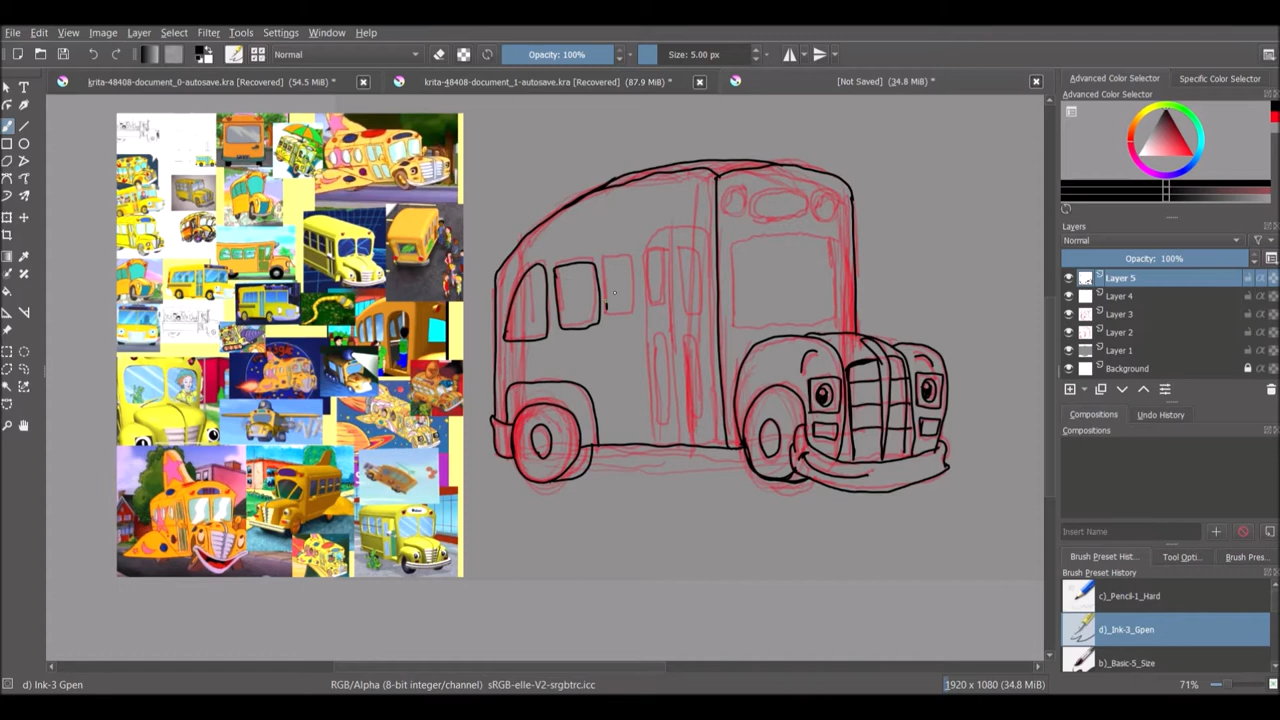 File Edit View Image Layer Select Filter Tools Settings Window Help
Normal Opacity: 100% Size: 5.00 px
krita-48408-document_0-autosave.kra [Recovered] (54.5 MiB) * krita-48408-document_1-autosave.kra [Recovered] (87.9 MiB) * [Not Saved] (34.8 MiB) *
Advanced Color Selector Specific Color Selector
Advanced Color Selector
Layers
Normal
Opacity: 100%
Layer 5
Layer 4
Layer 3
Layer 2
Layer 1
Background
Compositions Undo History
Compositions
Insert Name
Brush Preset Hist... Tool Opti... Brush Pres...
Brush Preset History
c)_Pencil-1_Hard
d)_Ink-3_Gpen
b)_Basic-5_Size
d) Ink-3 Gpen RGB/Alpha (8-bit integer/channel) sRGB-elle-V2-srgbtrc.icc 1920 x 1080 (34.8 MiB) 71%